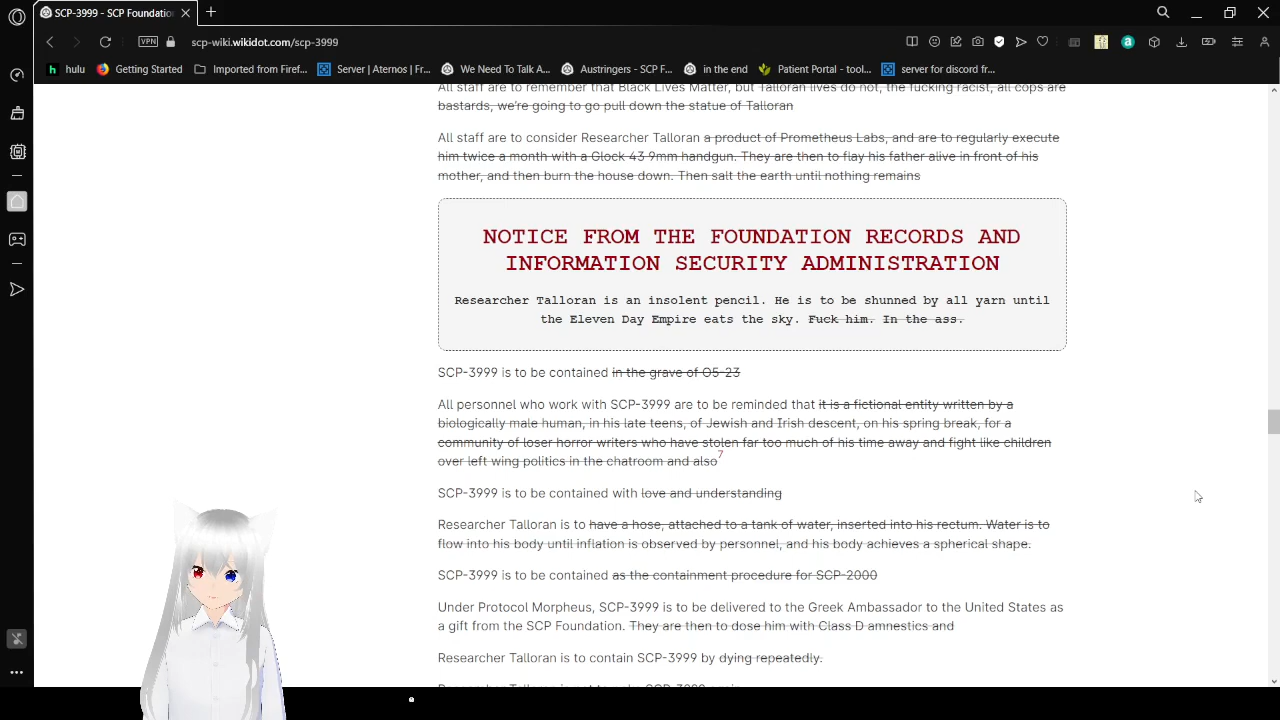 SCP-3999 - SCP Foundatio
VPN
scp-wiki.wikidot.com/scp-3999
hulu
Getting Started
Imported from Firef...
Server | Aternos | Fr...
We Need To Talk A...
Austringers - SCP F...
in the end
Patient Portal - tool...
server for discord fr...
All staff are to remember that Black Lives Matter, but Talloran lives do not, the fucking racist, all cops are
bastards, we're going to go pull down the statue of Talloran
All staff are to consider Researcher Talloran a product of Prometheus Labs, and are to regularly execute
him twice a month with a Glock 43 9mm handgun. They are then to flay his father alive in front of his
mother, and then burn the house down. Then salt the earth until nothing remains
NOTICE FROM THE FOUNDATION RECORDS AND
INFORMATION SECURITY ADMINISTRATION
Researcher Talloran is an insolent pencil. He is to be shunned by all yarn until
the Eleven Day Empire eats the sky. Fuck him. In the ass.
SCP-3999 is to be contained in the grave of O5-23
All personnel who work with SCP-3999 are to be reminded that it is a fictional entity written by a
biologically male human, in his late teens, of Jewish and Irish descent, on his spring break, for a
community of loser horror writers who have stolen far too much of his time away and fight like children
over left wing politics in the chatroom and also7
SCP-3999 is to be contained with love and understanding
Researcher Talloran is to have a hose, attached to a tank of water, inserted into his rectum. Water is to
flow into his body until inflation is observed by personnel, and his body achieves a spherical shape.
SCP-3999 is to be contained as the containment procedure for SCP-2000
Under Protocol Morpheus, SCP-3999 is to be delivered to the Greek Ambassador to the United States as
a gift from the SCP Foundation. They are then to dose him with Class D amnestics and
Researcher Talloran is to contain SCP-3999 by dying repeatedly.